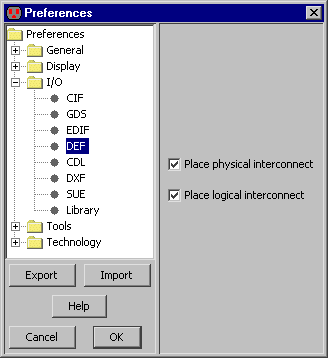 Preferences
Preferences
General
Display
I/O
CIF
GDS
EDIF
DEF
CDL
DXF
SUE
Library
Tools
Technology
Place physical interconnect
Place logical interconnect
Export
Import
Help
Cancel
OK